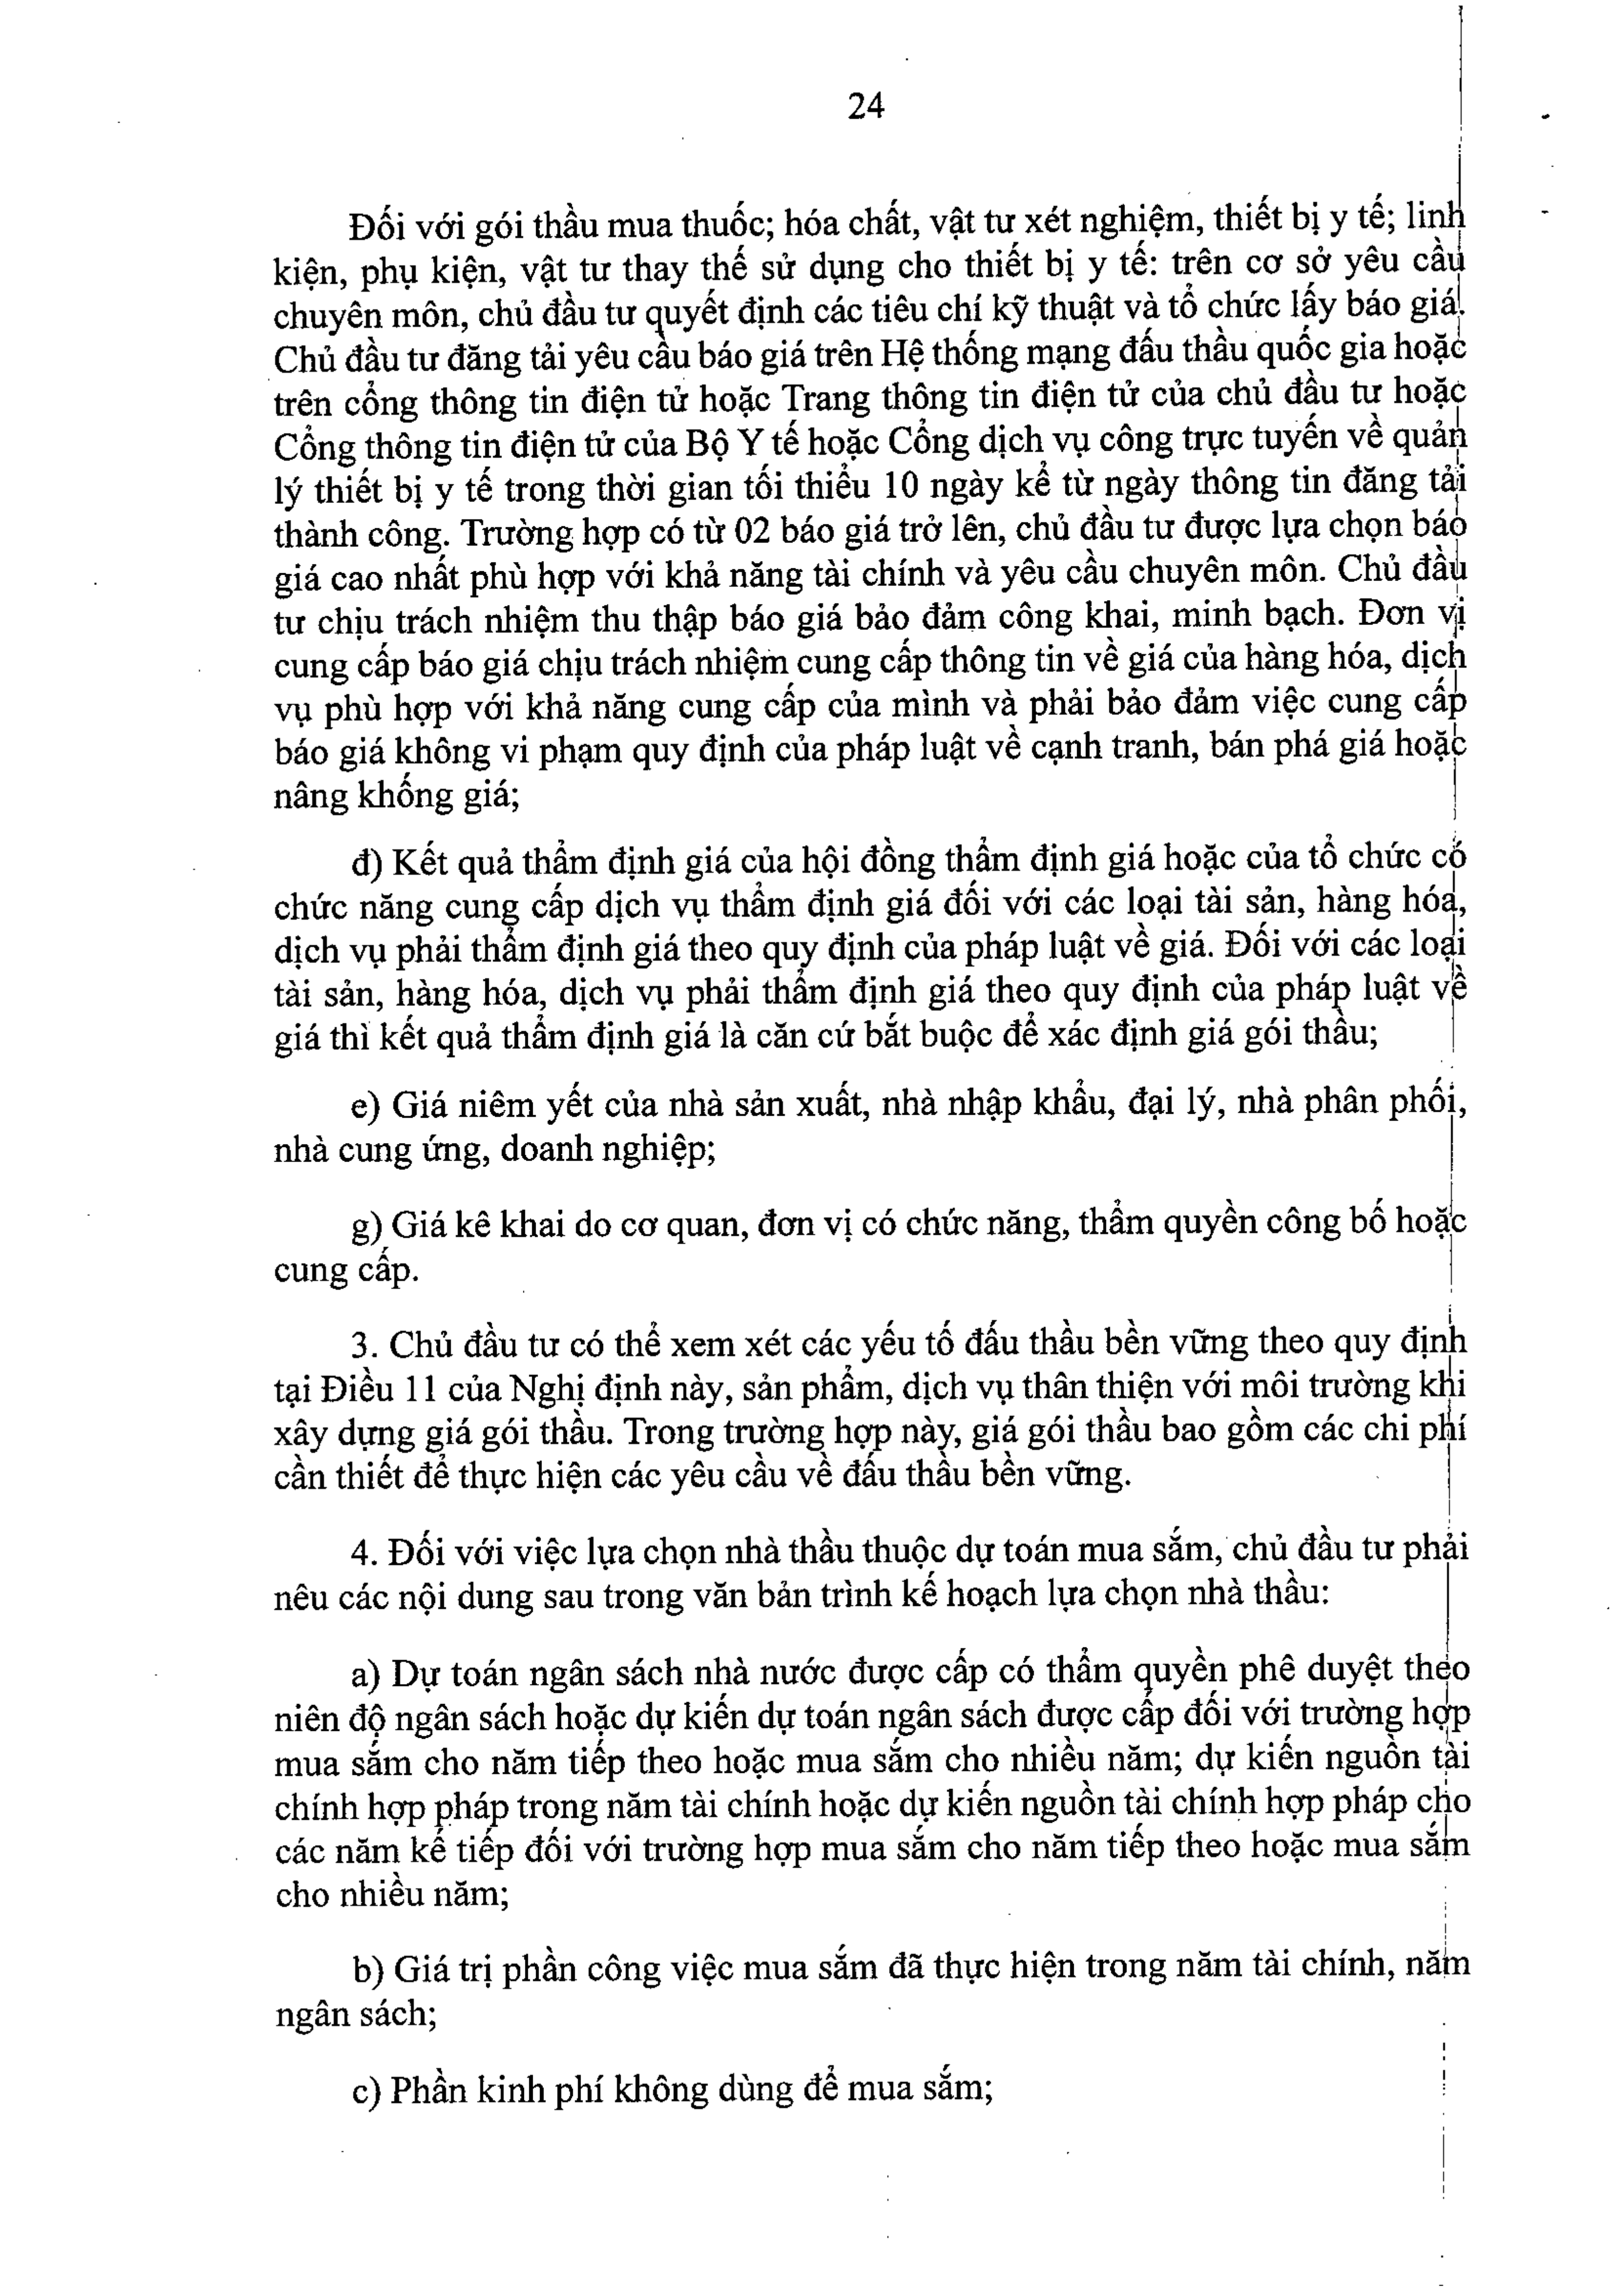 24
Đối với gói thầu mua thuốc; hóa chất, vật tư xét nghiệm, thiết bị y tế; linh
kiện, phụ kiện, vật tư thay thế sử dụng cho thiết bị y tế: trên cơ sở yêu cầu
chuyên môn, chủ đầu tư quyết định các tiêu chí kỹ thuật và tổ chức lấy báo giá.
Chủ đầu tư đăng tải yêu cầu báo giá trên Hệ thống mạng đấu thầu quốc gia hoặc
trên cổng thông tin điện tử hoặc Trang thông tin điện tử của chủ đầu tư hoặc
Cổng thông tin điện tử của Bộ Y tế hoặc Cổng dịch vụ công trực tuyến về quản
lý thiết bị y tế trong thời gian tối thiểu 10 ngày kể từ ngày thông tin đăng tải
thành công. Trường hợp có từ 02 báo giá trở lên, chủ đầu tư được lựa chọn báo
giá cao nhất phù hợp với khả năng tài chính và yêu cầu chuyên môn. Chủ đầu
tư chịu trách nhiệm thu thập báo giá bảo đảm công khai, minh bạch. Đơn vị
cung cấp báo giá chịu trách nhiệm cung cấp thông tin về giá của hàng hóa, dịch
vụ phù hợp với khả năng cung cấp của mình và phải bảo đảm việc cung cấp
báo giá không vi phạm quy định của pháp luật về cạnh tranh, bán phá giá hoặc
nâng khống giá;
đ) Kết quả thẩm định giá của hội đồng thẩm định giá hoặc của tổ chức có
chức năng cung cấp dịch vụ thẩm định giá đối với các loại tài sản, hàng hóa,
dịch vụ phải thẩm định giá theo quy định của pháp luật về giá. Đối với các loại
tài sản, hàng hóa, dịch vụ phải thẩm định giá theo quy định của pháp luật về
giá thì kết quả thẩm định giá là căn cứ bắt buộc để xác định giá gói thầu;
e) Giá niêm yết của nhà sản xuất, nhà nhập khẩu, đại lý, nhà phân phối,
nhà cung ứng, doanh nghiệp;
g) Giá kê khai do cơ quan, đơn vị có chức năng, thẩm quyền công bố hoặc
cung cấp.
3. Chủ đầu tư có thể xem xét các yếu tố đấu thầu bền vững theo quy định
tại Điều 11 của Nghị định này, sản phẩm, dịch vụ thân thiện với môi trường khi
xây dựng giá gói thầu. Trong trường hợp này, giá gói thầu bao gồm các chi phí
cần thiết để thực hiện các yêu cầu về đấu thầu bền vững.
4. Đối với việc lựa chọn nhà thầu thuộc dự toán mua sắm, chủ đầu tư phải
nêu các nội dung sau trong văn bản trình kế hoạch lựa chọn nhà thầu:
a) Dự toán ngân sách nhà nước được cấp có thẩm quyền phê duyệt theo
niên độ ngân sách hoặc dự kiến dự toán ngân sách được cấp đối với trường hợp
mua sắm cho năm tiếp theo hoặc mua sắm cho nhiều năm; dự kiến nguồn tài
chính hợp pháp trong năm tài chính hoặc dự kiến nguồn tài chính hợp pháp cho
các năm kế tiếp đối với trường hợp mua sắm cho năm tiếp theo hoặc mua sắm
cho nhiều năm;
b) Giá trị phần công việc mua sắm đã thực hiện trong năm tài chính, năm
ngân sách;
c) Phần kinh phí không dùng để mua sắm;